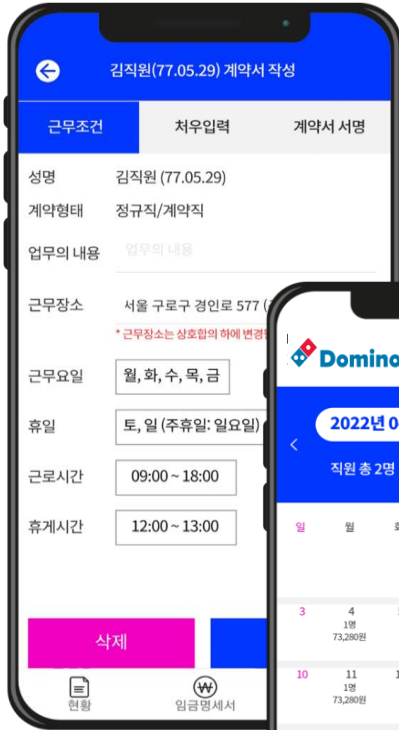 김직원(77.05.29) 계약서 작성
근무조건 처우입력 계약서 서명
성명 김직원 (77.05.29)
계약형태 정규직/계약직
업무의 내용 업무의 내용
근무장소 서울 구로구 경인로 577
* 근무장소는 상호합의 하에 변경
근무요일 월, 화, 수, 목, 금
휴일 토, 일 (주휴일: 일요일)
근로시간 09:00 ~ 18:00
휴게시간 12:00 ~ 13:00
삭제
현황 임금명세서
Domino
2022년 0
직원 총 2명
일 월
3 4
1명
73,280원
10 11 1
1명
73,280원